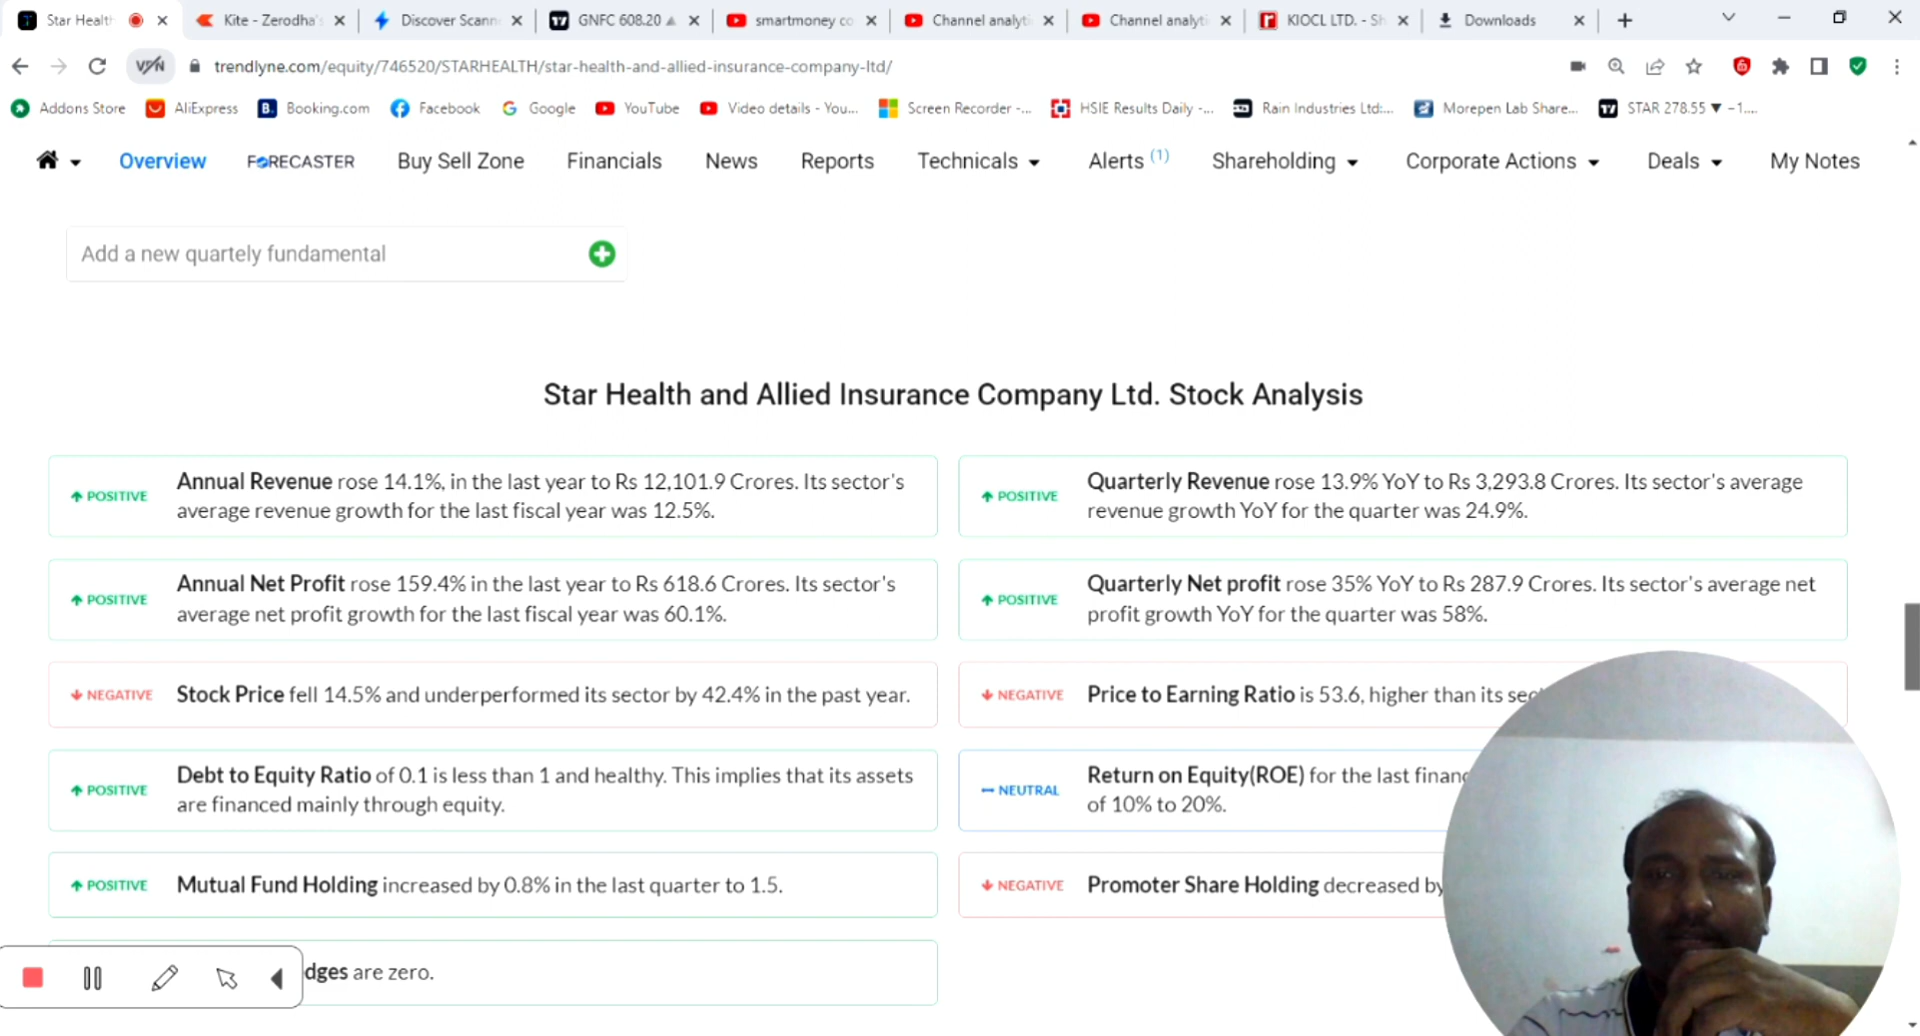 Star Health
Kite - Zerodha's
Discover Scann
GNFC 608.20 ▲
smartmoney co
Channel analyti
Channel analyti
KIOCL LTD. - Sh
Downloads
VPN
trendlyne.com/equity/746520/STARHEALTH/star-health-and-allied-insurance-company-ltd/
Addons Store
AliExpress
B. Booking.com
Facebook
Google
YouTube
Video details - You...
Screen Recorder -...
HSIE Results Daily -...
Rain Industries Ltd:...
Morepen Lab Share...
STAR 278.55 ▼ −1....
Overview
FORECASTER
Buy Sell Zone
Financials
News
Reports
Technicals
Alerts (1)
Shareholding
Corporate Actions
Deals
My Notes
Add a new quartely fundamental
Star Health and Allied Insurance Company Ltd. Stock Analysis
POSITIVE
Annual Revenue rose 14.1%, in the last year to Rs 12,101.9 Crores. Its sector's
average revenue growth for the last fiscal year was 12.5%.
POSITIVE
Quarterly Revenue rose 13.9% YoY to Rs 3,293.8 Crores. Its sector's average
revenue growth YoY for the quarter was 24.9%.
POSITIVE
Annual Net Profit rose 159.4% in the last year to Rs 618.6 Crores. Its sector's
average net profit growth for the last fiscal year was 60.1%.
POSITIVE
Quarterly Net profit rose 35% YoY to Rs 287.9 Crores. Its sector's average net
profit growth YoY for the quarter was 58%.
NEGATIVE
Stock Price fell 14.5% and underperformed its sector by 42.4% in the past year.
NEGATIVE
Price to Earning Ratio is 53.6, higher than its sec
POSITIVE
Debt to Equity Ratio of 0.1 is less than 1 and healthy. This implies that its assets
are financed mainly through equity.
NEUTRAL
Return on Equity(ROE) for the last financ
of 10% to 20%.
POSITIVE
Mutual Fund Holding increased by 0.8% in the last quarter to 1.5.
NEGATIVE
Promoter Share Holding decreased by
dges are zero.